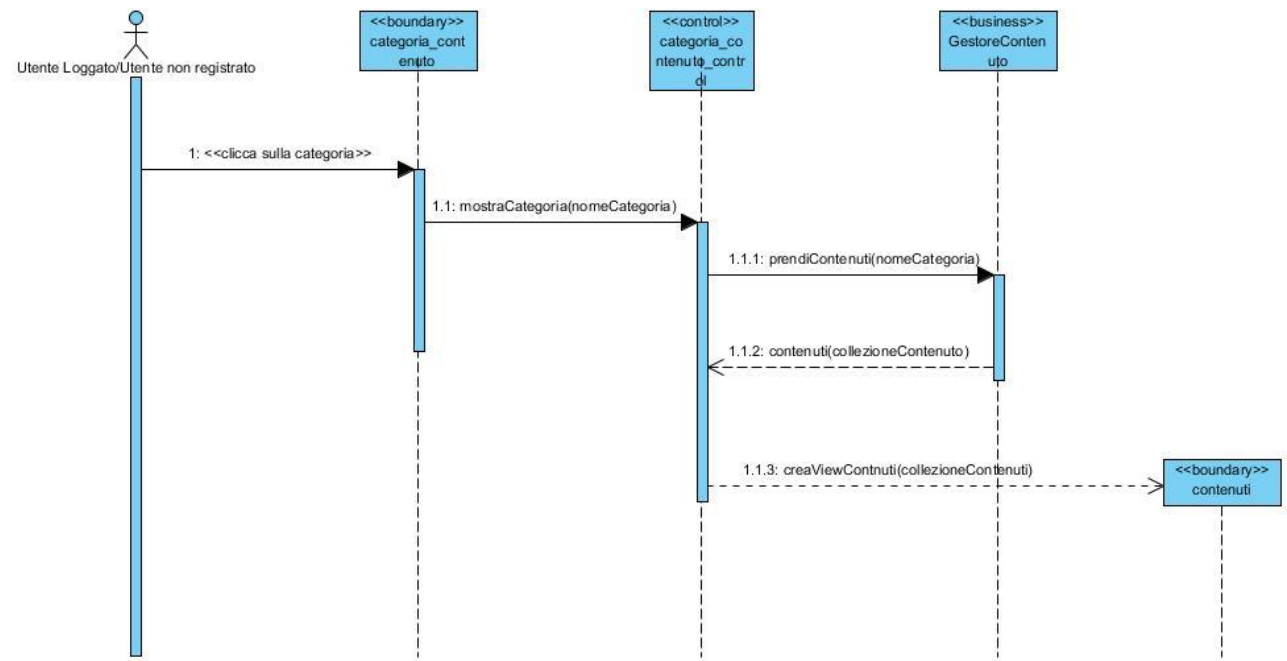 Utente Loggato/Utente non registrato
<<boundary>>
categoria_cont
enuto
<<control>>
categoria_co
ntenuto_contr
ol
<<business>>
GestoreConten
uto
1: <<clicca sulla categoria>>
1.1: mostraCategoria(nomeCategoria)
1.1.1: prendiContenuti(nomeCategoria)
1.1.2: contenuti(collezioneContenuto)
1.1.3: creaViewContnuti(collezioneContenuti)
<<boundary>>
contenuti